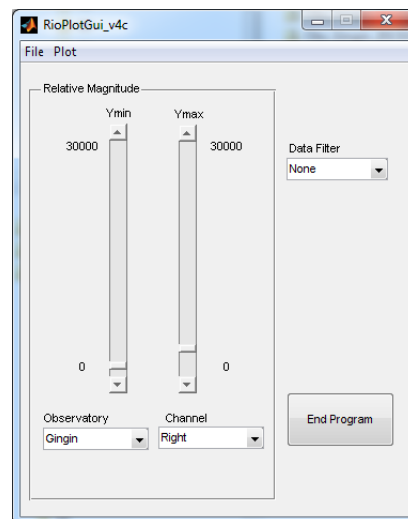 RioPlotGui_v4c
File Plot
Relative Magnitude
Ymin Ymax
30000 30000
Data Filter
None
0 0
Observatory Channel
Gingin Right
End Program